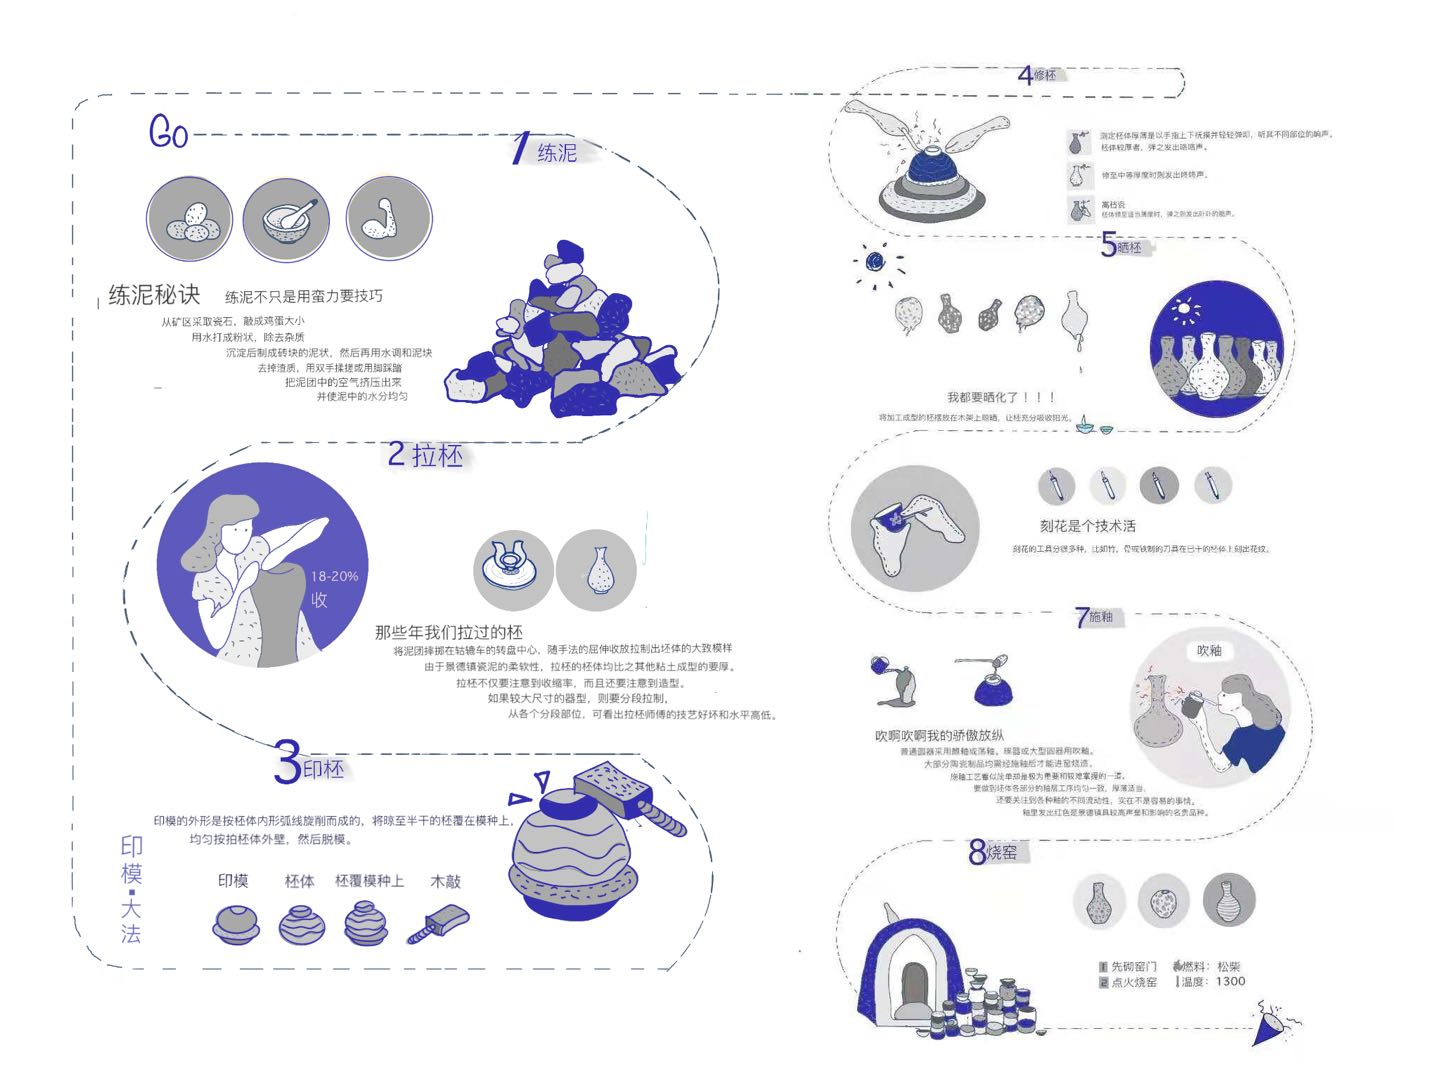 Go
1 练泥
练泥秘诀 练泥不只是用蛮力要技巧
从矿区采取瓷石，敲成鸡蛋大小
用水打成粉状，除去杂质
沉淀后制成砖块的泥状，然后再用水调和泥块
去掉渣质，用双手揉搓或用脚踩踏
把泥团中的空气挤压出来
并使泥中的水分均匀
2 拉杯
18-20%
收
那些年我们拉过的杯
将泥团摔掷在轱辘车的转盘中心，随手法的屈伸收放拉制出坯体的大致模样
由于景德镇瓷泥的柔软性，拉杯的杯体均比之其他粘土成型的要厚。
拉杯不仅要注意到收缩率，而且还要注意到造型。
如果较大尺寸的器型，则要分段拉制，
从各个分段部位，可看出拉杯师傅的技艺好坏和水平高低。
3 印杯
印模·大法
印模的外形是按杯体内形弧线旋削而成的，将晾至半干的杯覆在模种上，
均匀按拍杯体外壁，然后脱模。
印模 杯体 杯覆模种上 木敲
4 修杯
测定杯体厚薄是以手指上下抚摸并轻轻弹叩，听其不同部位的响声。
杯体较厚者，弹之发出咯咯声。
修至中等厚度时则发出咚咚声。
高档瓷
杯体修至适当薄度时，弹之则发出卟卟的脆声。
5 晒杯
我都要晒化了！！！
将加工成型的杯摆放在木架上晾晒，让杯充分吸收阳光。
刻花是个技术活
刻花的工具分很多种，比如竹，骨或铁制的刀具在已干的杯体上刻出花纹。
7 施釉
吹釉
吹啊吹啊我的骄傲放纵
普通圆器采用醮釉或荡釉。琢器或大型圆器用吹釉。
大部分陶瓷制品均需经施釉后才能进窑烧造。
施釉工艺看似简单却是极为重要和较难掌握的一道。
要做到坯体各部分的釉层工序均匀一致，厚薄适当，
还要关注到各种釉的不同流动性，实在不是容易的事情。
釉里发出红色是景德镇具较高声誉和影响的名贵品种。
8 烧窑
1 先砌窑门 燃料：松柴
2 点火烧窑 温度：1300